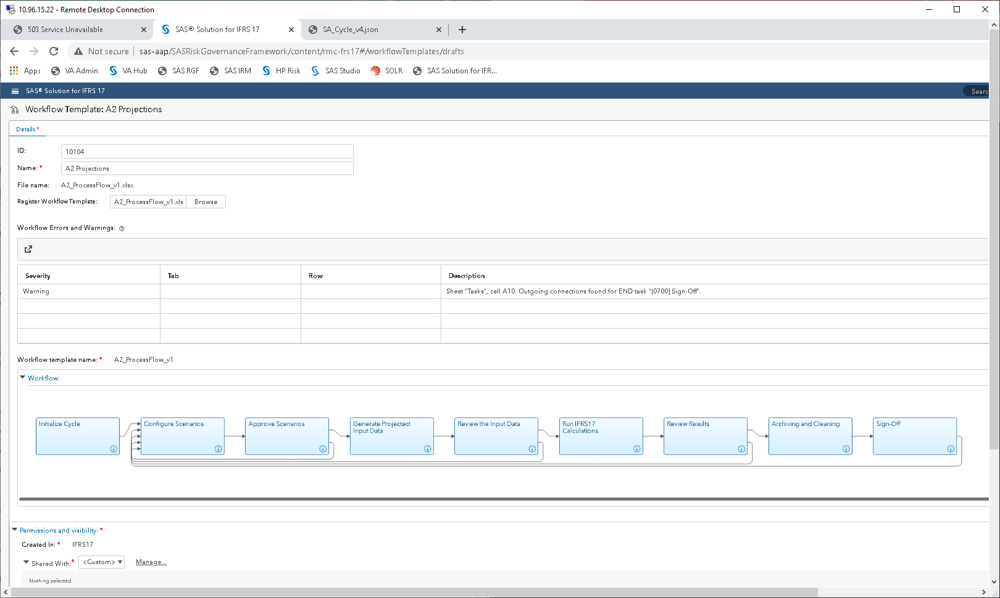 10.96.15.22 - Remote Desktop Connection
503 Service Unavailable
SAS® Solution for IFRS 17
SA_Cycle_v4.json
Not secure
sas-aap/SASRiskGovernanceFramework/content/rmc-frs17#/workflowTemplates/drafts
Apps VA Admin VA Hub SAS RGF SAS IRM HP Risk SAS Studio SOLR SAS Solution for IFR...
SAS® Solution for IFRS 17
Searc
Workflow Template: A2 Projections
Details*
ID: 10104
Name: * A2 Projections
File name: A2_ProcessFlow_v1.xlsx
Register Workflow Template: A2_ProcessFlow_v1.xls Browse
Workflow Errors and Warnings:
Severity Tab Row Description
Warning Sheet "Tasks", cell A10: Outgoing connections found for END task "[0700] Sign-Off".
Workflow template name: * A2_ProcessFlow_v1
Workflow:
Initialize Cycle
Configure Scenarios
Approve Scenarios
Generate Projected
Input Data
Review the Input Data
Run IFRS17
Calculations
Review Results
Archiving and Cleaning
Sign-Off
Permissions and visibility: *
Created In: * IFRS17
Shared With:* <Custom> Manage...
Nothing selected